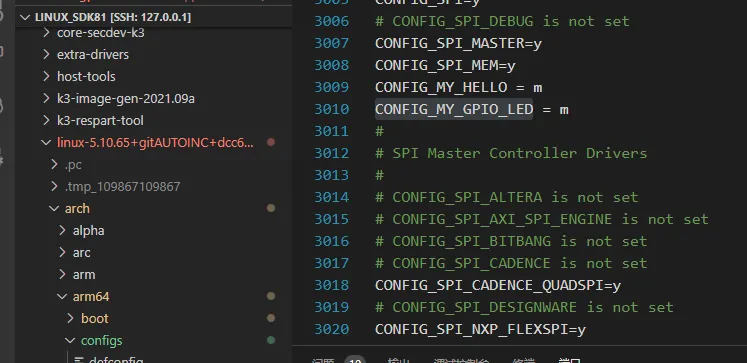 LINUX_SDK81 [SSH: 127.0.0.1]
core-secdev-k3
extra-drivers
host-tools
k3-image-gen-2021.09a
k3-respart-tool
linux-5.10.65+gitAUTOINC+dcc6...
.pc
.tmp_109867109867
arch
alpha
arc
arm
arm64
boot
configs
defconfig
3005 CONFIG_SPI=y
3006 # CONFIG_SPI_DEBUG is not set
3007 CONFIG_SPI_MASTER=y
3008 CONFIG_SPI_MEM=y
3009 CONFIG_MY_HELLO = m
3010 CONFIG_MY_GPIO_LED = m
3011 #
3012 # SPI Master Controller Drivers
3013 #
3014 # CONFIG_SPI_ALTERA is not set
3015 # CONFIG_SPI_AXI_SPI_ENGINE is not set
3016 # CONFIG_SPI_BITBANG is not set
3017 # CONFIG_SPI_CADENCE is not set
3018 CONFIG_SPI_CADENCE_QUADSPI=y
3019 # CONFIG_SPI_DESIGNWARE is not set
3020 CONFIG_SPI_NXP_FLEXSPI=y
问题 10 输出 调试控制台 终端 端口